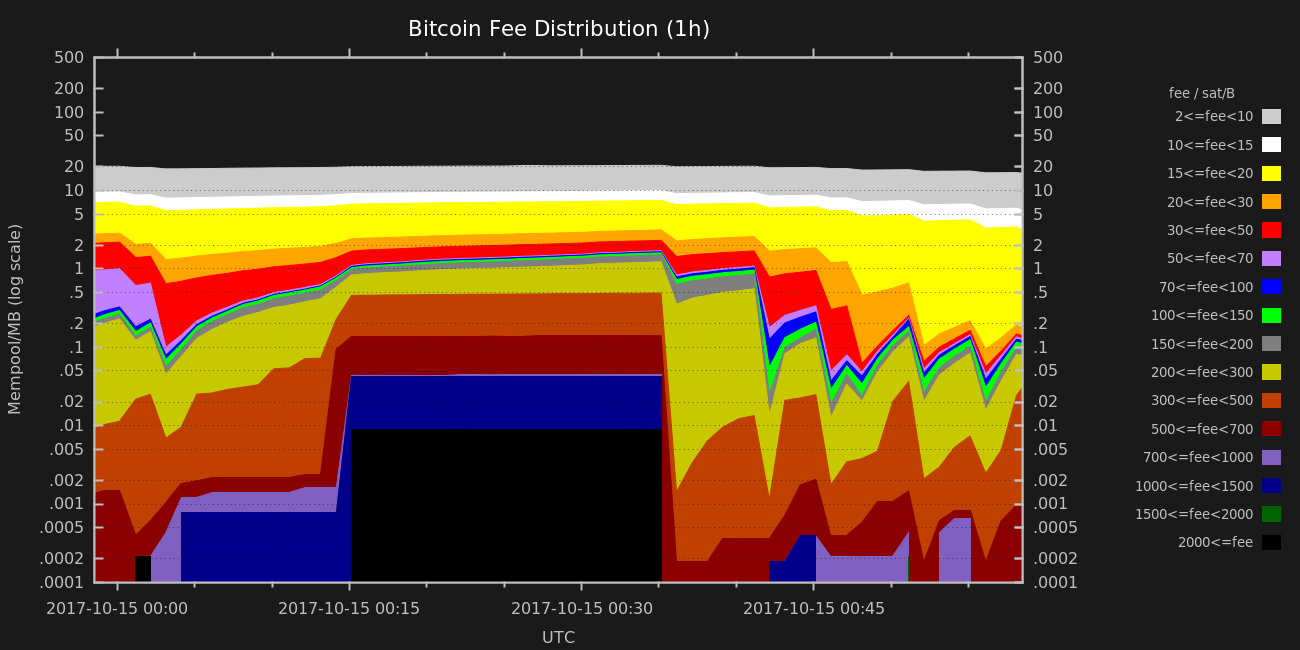 Bitcoin Fee Distribution (1h)
500 500
200 200
100 100
50 50
20 20
10 10
5 5
2 2
1 1
.5 .5
.2 .2
.1 .1
.05 .05
.02 .02
.01 .01
.005 .005
.002 .002
.001 .001
.0005 .0005
.0002 .0002
.0001 .0001
Mempool/MB (log scale)
2017-10-15 00:00 2017-10-15 00:15 2017-10-15 00:30 2017-10-15 00:45
UTC
fee / sat/B
2<=fee<10
10<=fee<15
15<=fee<20
20<=fee<30
30<=fee<50
50<=fee<70
70<=fee<100
100<=fee<150
150<=fee<200
200<=fee<300
300<=fee<500
500<=fee<700
700<=fee<1000
1000<=fee<1500
1500<=fee<2000
2000<=fee